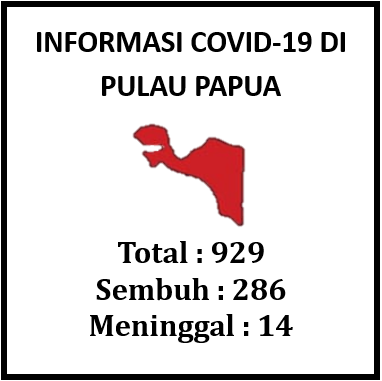 INFORMASI COVID-19 DI
PULAU PAPUA
Total : 929
Sembuh : 286
Meninggal : 14